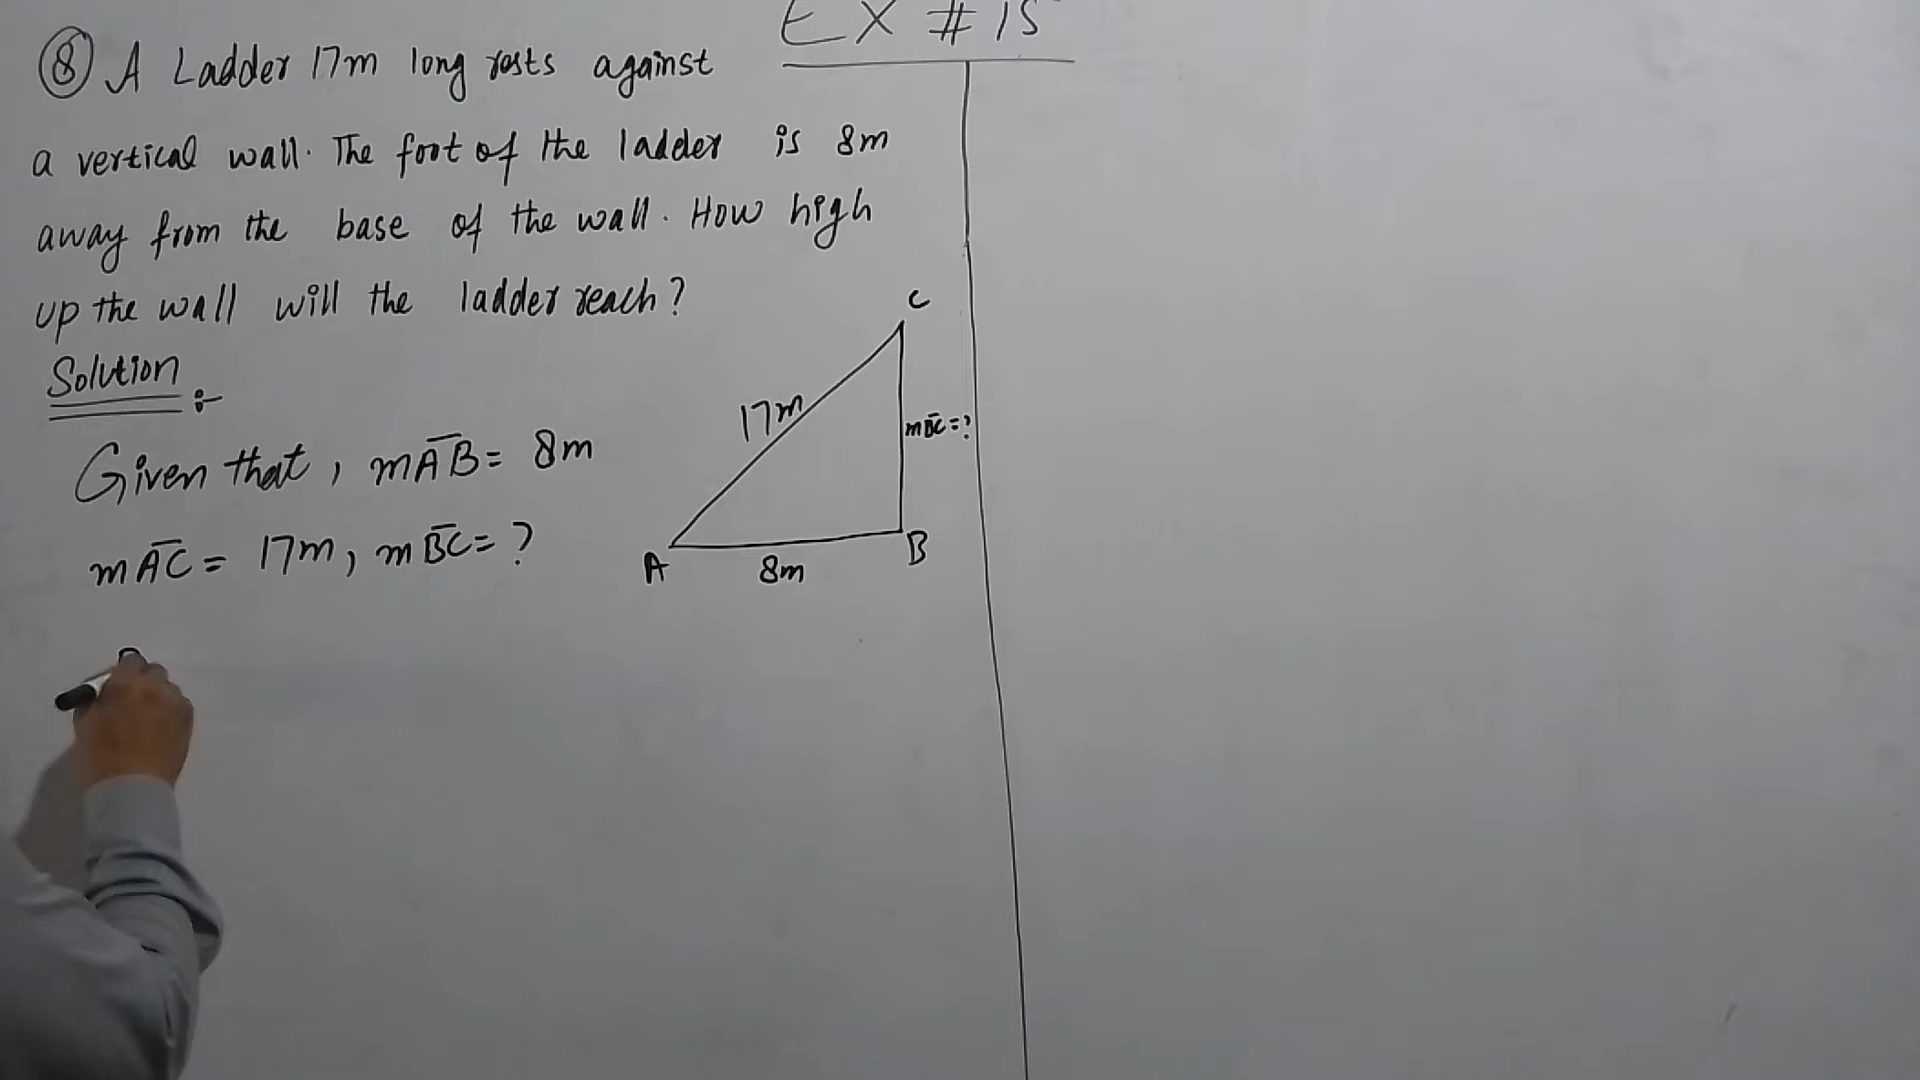 EX # 15
⑧ A Ladder 17m long rests against
a vertical wall. The foot of the ladder is 8m
away from the base of the wall. How high
up the wall will the ladder reach?
Solution :-
Given that, mA̅B̅ = 8m
mA̅C̅ = 17m, mB̅C̅ = ?
C
17m
mB̅C̅ = ?
A
8m
B